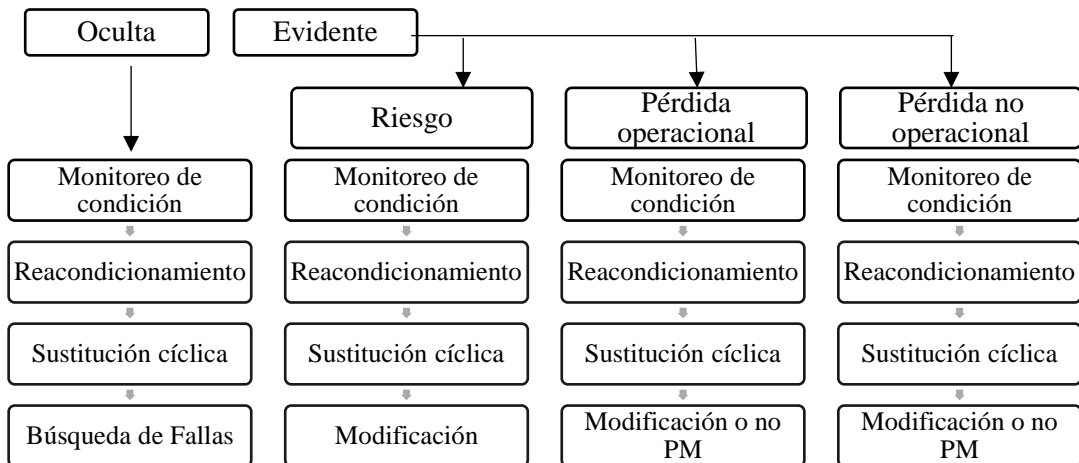 Oculta
Evidente
Riesgo
Pérdida
operacional
Pérdida no
operacional
Monitoreo de
condición
Monitoreo de
condición
Monitoreo de
condición
Monitoreo de
condición
Reacondicionamiento
Reacondicionamiento
Reacondicionamiento
Reacondicionamiento
Sustitución cíclica
Sustitución cíclica
Sustitución cíclica
Sustitución cíclica
Búsqueda de Fallas
Modificación
Modificación o no
PM
Modificación o no
PM